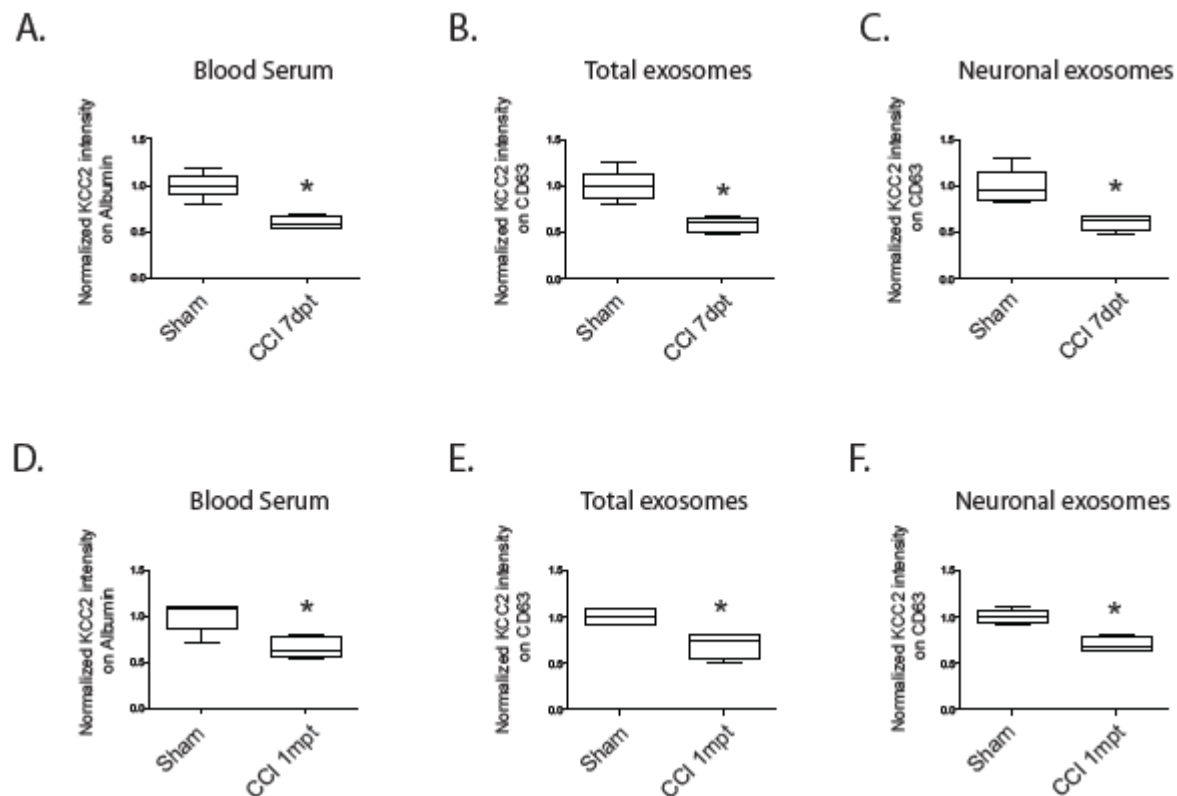 A.
Blood Serum
Normalized KCC2 intensity
on Albumin
1.5
1.0
0.5
0.0
*
Sham
CCI 7dpt
B.
Total exosomes
Normalized KCC2 intensity
on CD63
1.5
1.0
0.5
0.0
*
Sham
CCI 7dpt
C.
Neuronal exosomes
Normalized KCC2 intensity
on CD63
1.5
1.0
0.5
0.0
*
Sham
CCI 7dpt
D.
Blood Serum
Normalized KCC2 intensity
on Albumin
1.5
1.0
0.5
0.0
*
Sham
CCI 1mpt
E.
Total exosomes
Normalized KCC2 intensity
on CD63
1.5
1.0
0.5
0.0
*
Sham
CCI 1mpt
F.
Neuronal exosomes
Normalized KCC2 intensity
on CD63
1.5
1.0
0.5
0.0
*
Sham
CCI 1mpt